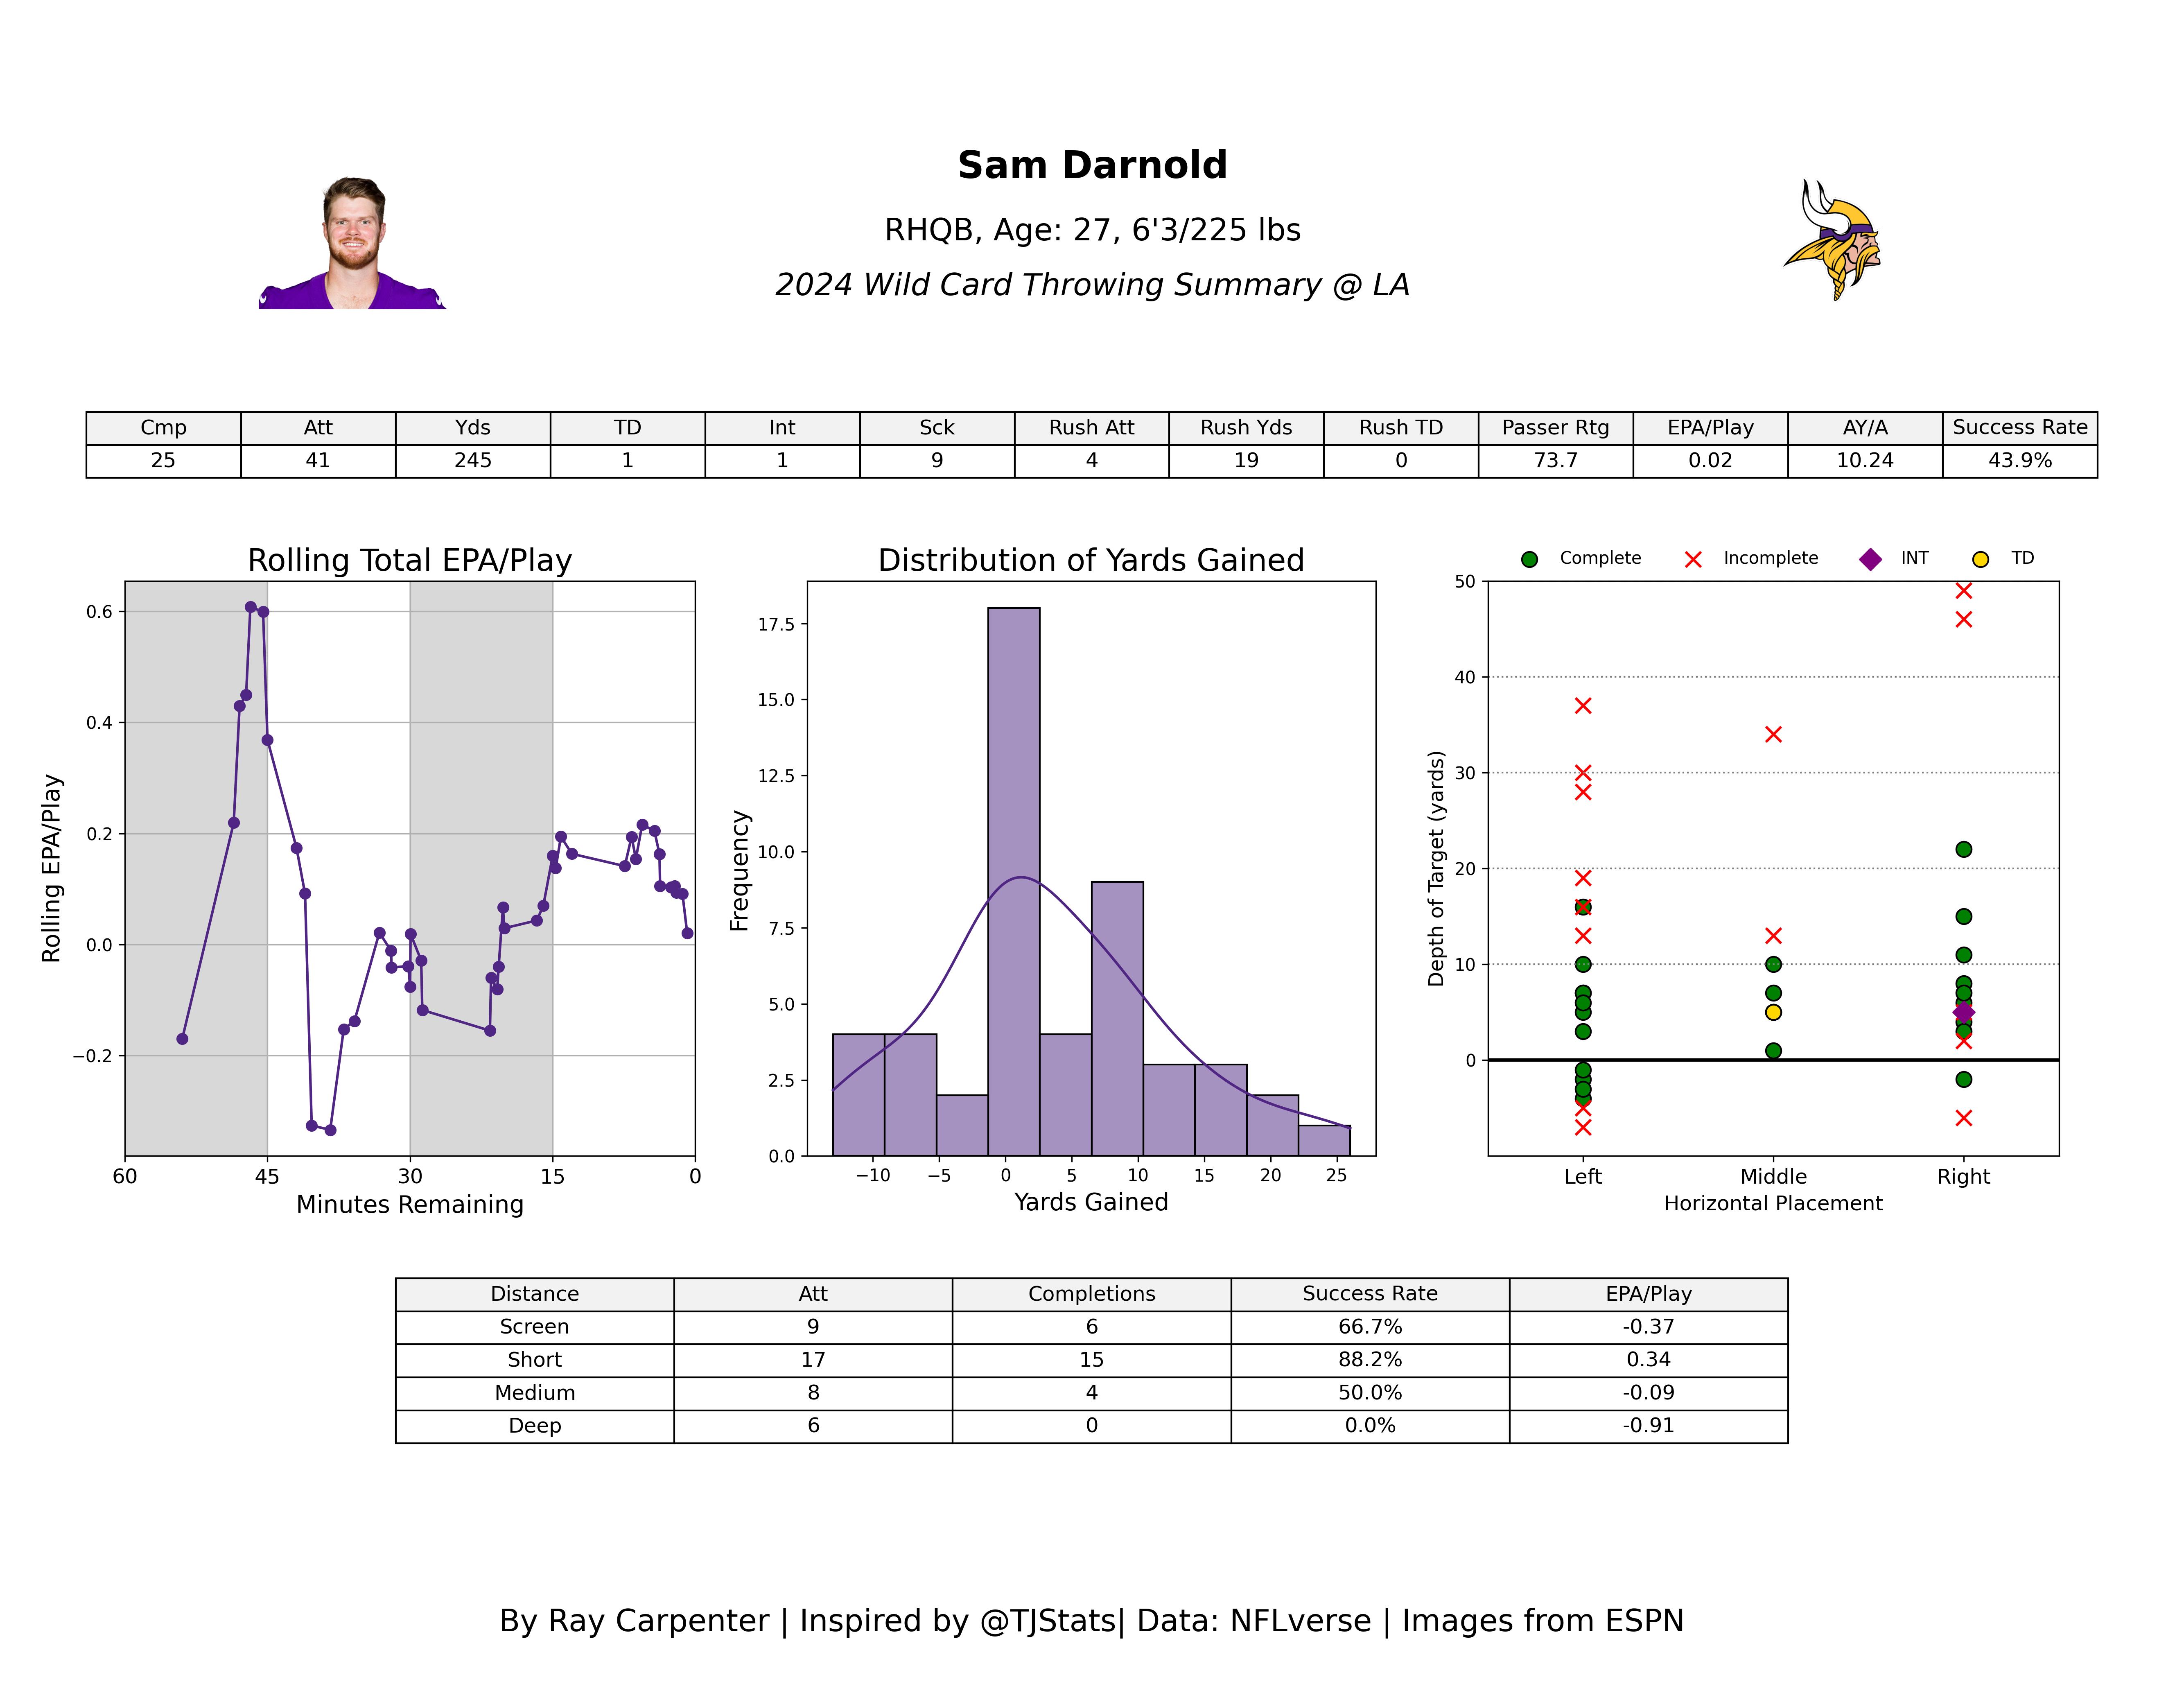 Sam Darnold
RHQB, Age: 27, 6'3/225 lbs
2024 Wild Card Throwing Summary @ LA
Cmp Att Yds TD Int Sck Rush Att Rush Yds Rush TD Passer Rtg EPA/Play AY/A Success Rate
25 41 245 1 1 9 4 19 0 73.7 0.02 10.24 43.9%
Rolling Total EPA/Play
0.6
0.4
0.2
0.0
−0.2
Rolling EPA/Play
60 45 30 15 0
Minutes Remaining
Distribution of Yards Gained
17.5
15.0
12.5
10.0
7.5
5.0
2.5
0.0
Frequency
−10 −5 0 5 10 15 20 25
Yards Gained
Complete Incomplete INT TD
50
40
30
20
10
0
Depth of Target (yards)
Left Middle Right
Horizontal Placement
Distance Att Completions Success Rate EPA/Play
Screen 9 6 66.7% -0.37
Short 17 15 88.2% 0.34
Medium 8 4 50.0% -0.09
Deep 6 0 0.0% -0.91
By Ray Carpenter | Inspired by @TJStats| Data: NFLverse | Images from ESPN